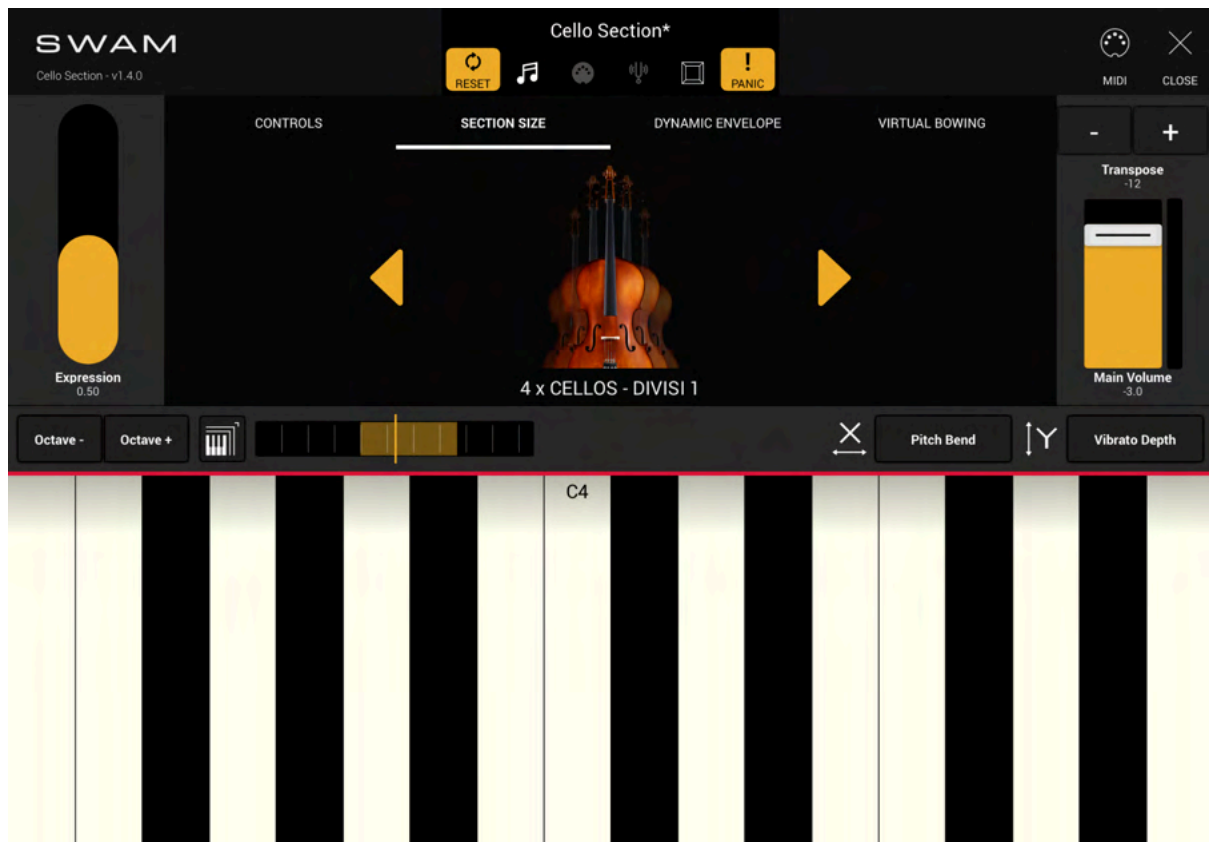 SWAM
Cello Section - v1.4.0
Cello Section*
RESET
PANIC
MIDI
CLOSE
CONTROLS
SECTION SIZE
DYNAMIC ENVELOPE
VIRTUAL BOWING
- +
Transpose
-12
Expression
0.50
4 x CELLOS - DIVISI 1
Main Volume
-3.0
Octave -
Octave +
X
Pitch Bend
Y
Vibrato Depth
C4